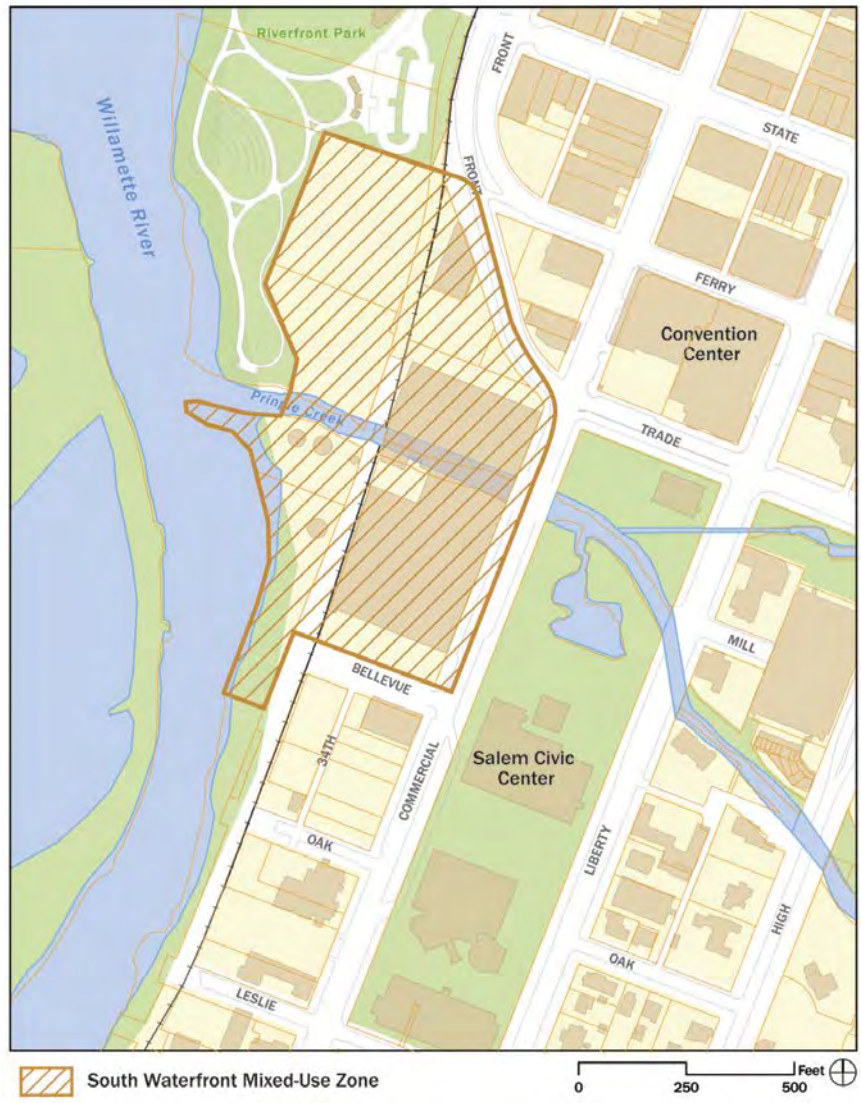 Riverfront Park
FRONT
STATE
Willamette River
FRONT
FERRY
Convention
Center
Pringle Creek
TRADE
MILL
BELLEVUE
34TH
COMMERCIAL
Salem Civic
Center
OAK
LIBERTY
HIGH
OAK
LESLIE
South Waterfront Mixed-Use Zone
Feet
0 250 500